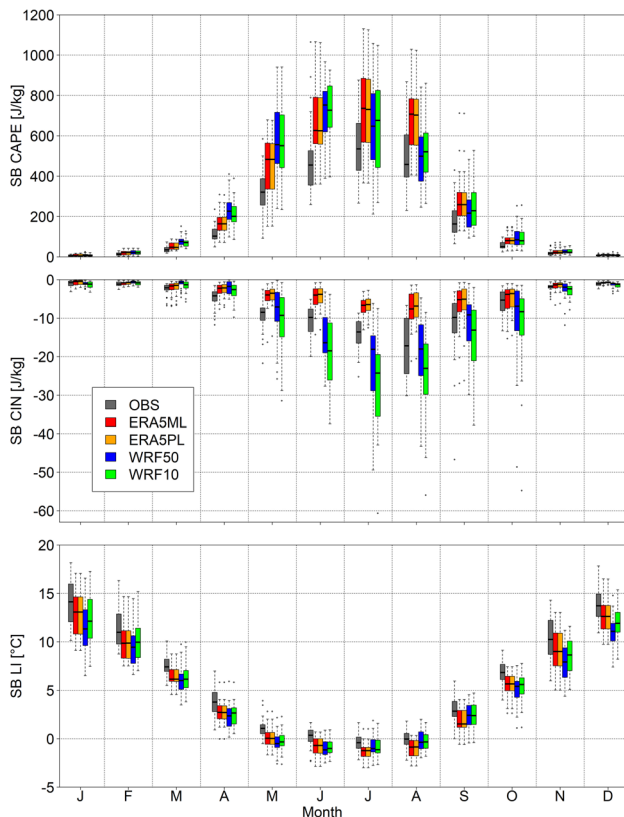 1200
1000
800
600
400
200
0
SB CAPE [J/kg]
0
-10
-20
-30
-40
-50
-60
SB CIN [J/kg]
OBS
ERA5ML
ERA5PL
WRF50
WRF10
20
15
10
5
0
-5
SB LI [°C]
J F M A M J J A S O N D
Month